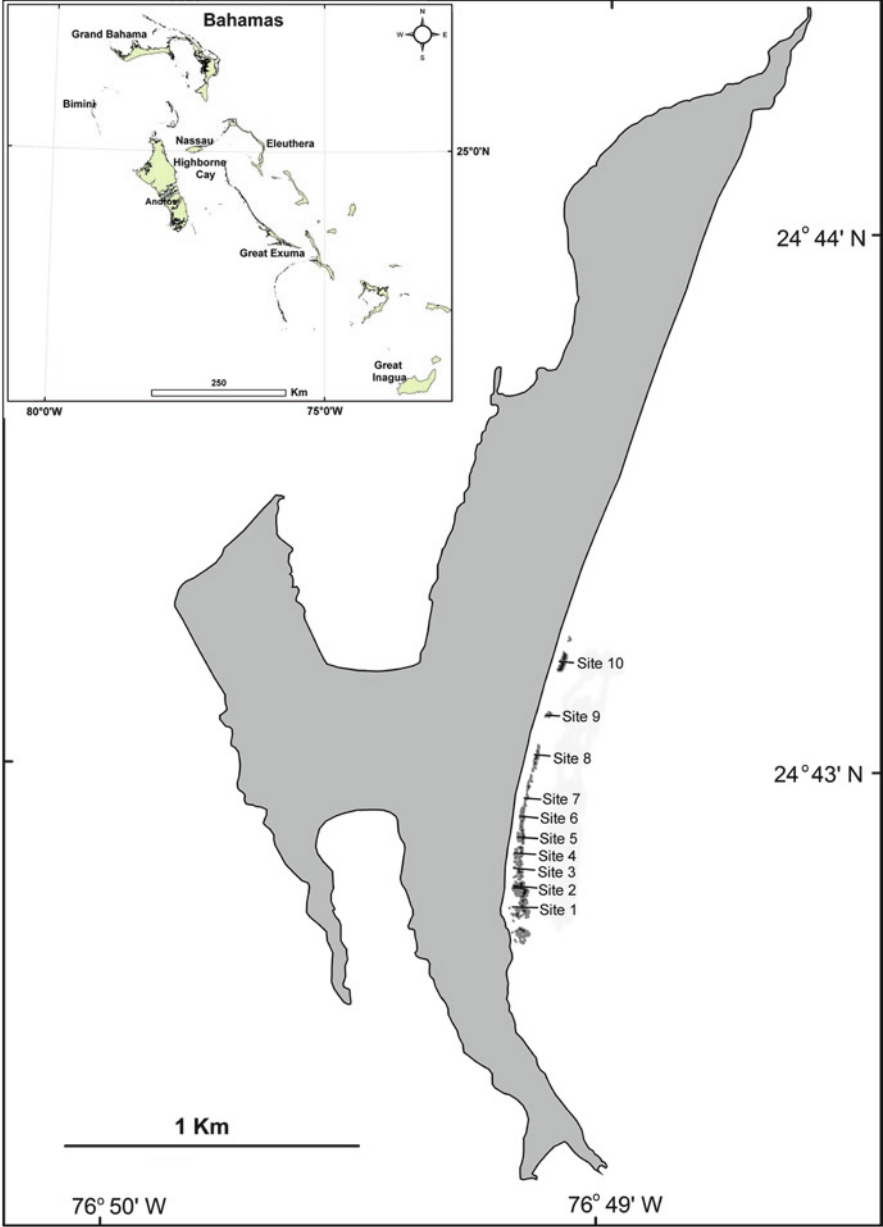 Bahamas
N
W
E
S
Grand Bahama
Bimini
Nassau
Eleuthera
25°0'N
Highborne
Cay
Andros
Great Exuma
Great
Inagua
250
Km
80°0'W
75°0'W
24° 44' N
Site 10
Site 9
Site 8
24° 43' N
Site 7
Site 6
Site 5
Site 4
Site 3
Site 2
Site 1
1 Km
76° 50' W
76° 49' W